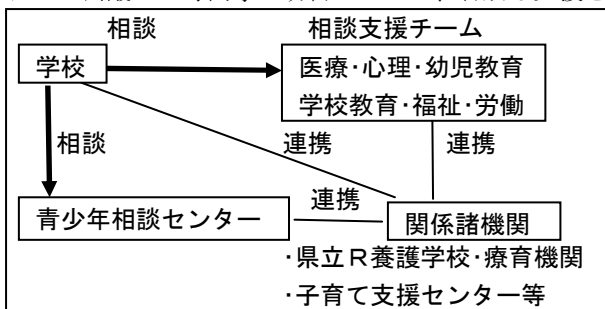 相談 相談支援チーム
学校
医療・心理・幼児教育
学校教育・福祉・労働
相談
連携
連携
青少年相談センター
連携
関係諸機関
・県立R養護学校・療育機関
・子育て支援センター等